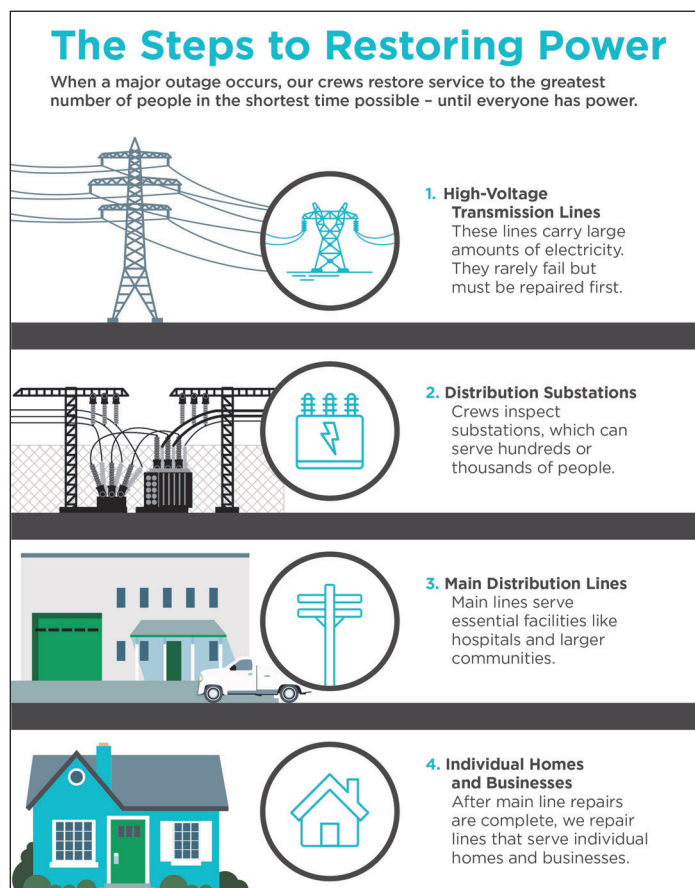 The Steps to Restoring Power
When a major outage occurs, our crews restore service to the greatest
number of people in the shortest time possible – until everyone has power.
1. High-Voltage
Transmission Lines
These lines carry large
amounts of electricity.
They rarely fail but
must be repaired first.
2. Distribution Substations
Crews inspect
substations, which can
serve hundreds or
thousands of people.
3. Main Distribution Lines
Main lines serve
essential facilities like
hospitals and larger
communities.
4. Individual Homes
and Businesses
After main line repairs
are complete, we repair
lines that serve individual
homes and businesses.